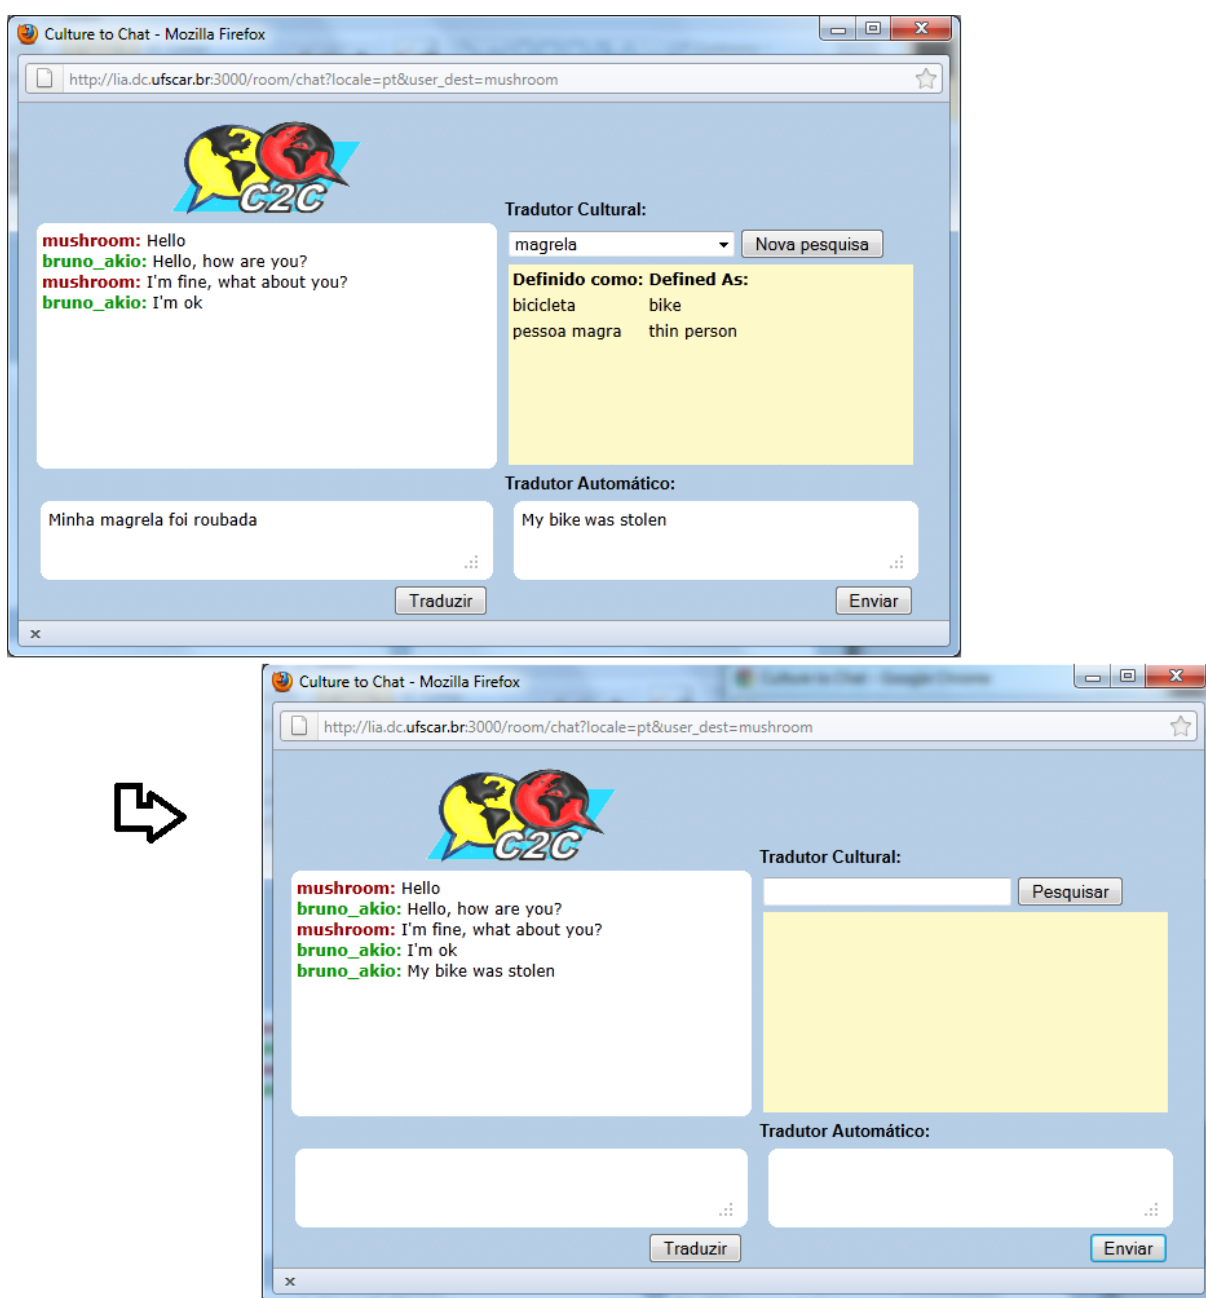 Culture to Chat - Mozilla Firefox
http://lia.dc.ufscar.br:3000/room/chat?locale=pt&user_dest=mushroom
C2C
mushroom: Hello
bruno_akio: Hello, how are you?
mushroom: I'm fine, what about you?
bruno_akio: I'm ok
Tradutor Cultural:
magrela Nova pesquisa
Definido como: Defined As:
bicicleta bike
pessoa magra thin person
Tradutor Automático:
Minha magrela foi roubada
My bike was stolen
Traduzir
Enviar
Culture to Chat - Mozilla Firefox
Culture to Chat - Google Chrome
http://lia.dc.ufscar.br:3000/room/chat?locale=pt&user_dest=mushroom
C2C
mushroom: Hello
bruno_akio: Hello, how are you?
mushroom: I'm fine, what about you?
bruno_akio: I'm ok
bruno_akio: My bike was stolen
Tradutor Cultural:
Pesquisar
Tradutor Automático:
Traduzir
Enviar